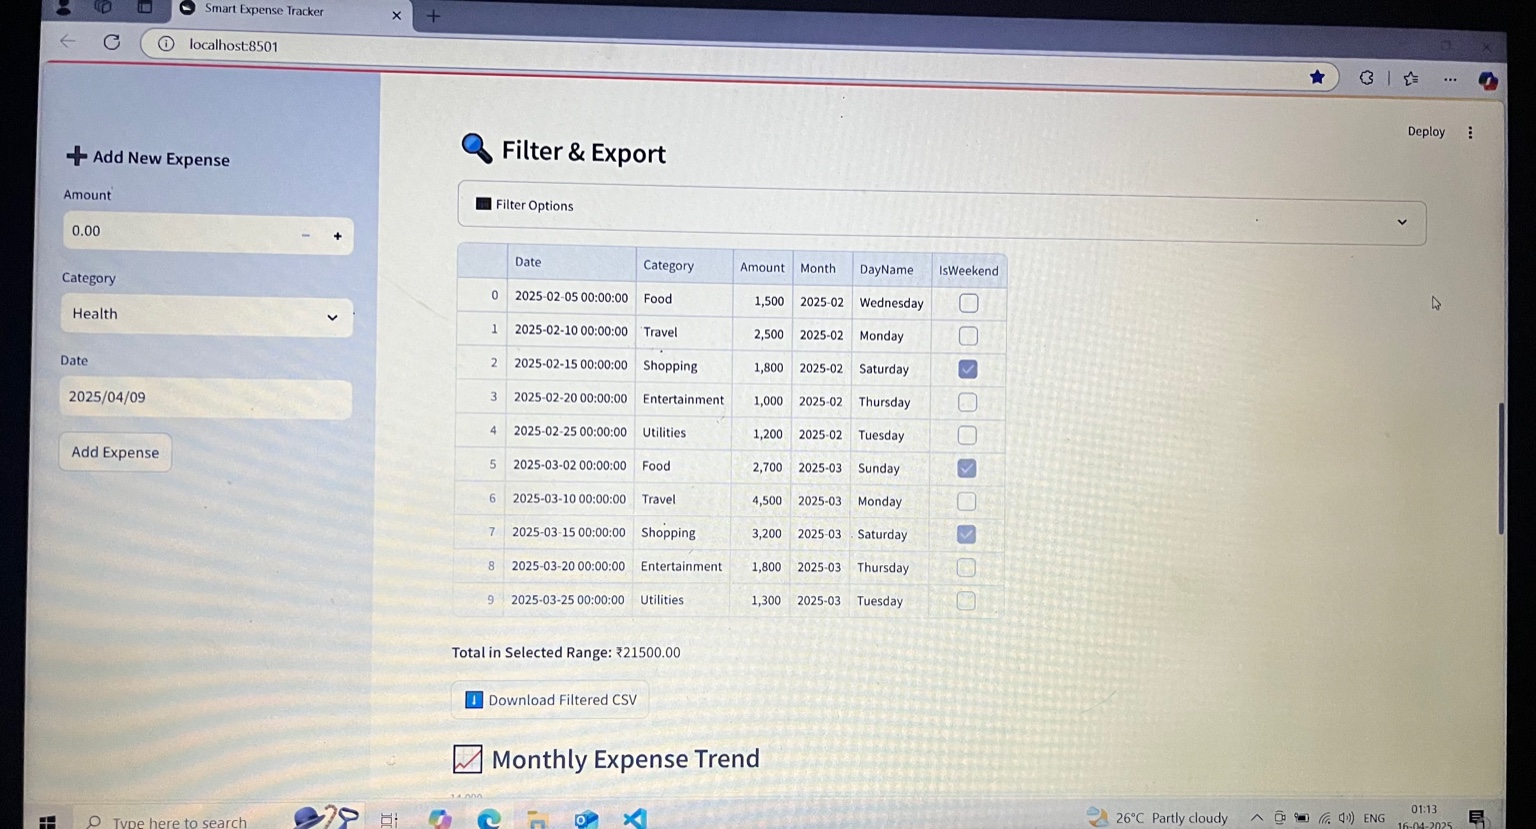 Smart Expense Tracker
localhost:8501
Deploy
Add New Expense
Amount
0.00
Category
Health
Date
2025/04/09
Add Expense
Filter & Export
Filter Options
Date Category Amount Month DayName IsWeekend
0 2025-02-05 00:00:00 Food 1,500 2025-02 Wednesday
1 2025-02-10 00:00:00 Travel 2,500 2025-02 Monday
2 2025-02-15 00:00:00 Shopping 1,800 2025-02 Saturday
3 2025-02-20 00:00:00 Entertainment 1,000 2025-02 Thursday
4 2025-02-25 00:00:00 Utilities 1,200 2025-02 Tuesday
5 2025-03-02 00:00:00 Food 2,700 2025-03 Sunday
6 2025-03-10 00:00:00 Travel 4,500 2025-03 Monday
7 2025-03-15 00:00:00 Shopping 3,200 2025-03 Saturday
8 2025-03-20 00:00:00 Entertainment 1,800 2025-03 Thursday
9 2025-03-25 00:00:00 Utilities 1,300 2025-03 Tuesday
Total in Selected Range: ₹21500.00
Download Filtered CSV
Monthly Expense Trend
Type here to search
26°C Partly cloudy
ENG
01:13
16-04-2025